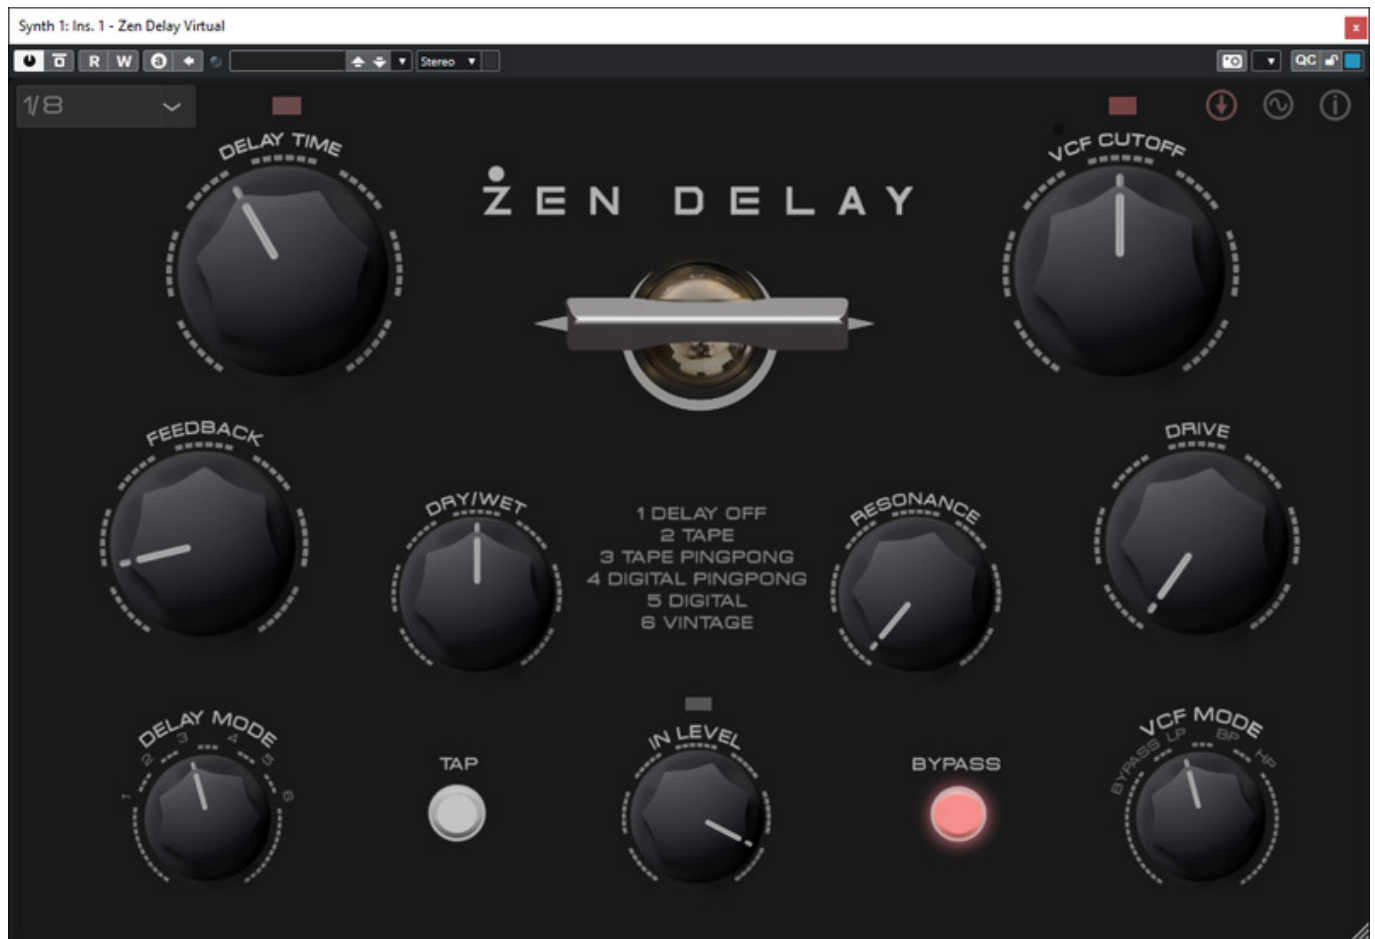 Synth 1: Ins. 1 - Zen Delay Virtual
x
R W
Stereo
QC
1/8
DELAY TIME
VCF CUTOFF
ZEN DELAY
FEEDBACK
DRIVE
DRY/WET
RESONANCE
1 DELAY OFF
2 TAPE
3 TAPE PINGPONG
4 DIGITAL PINGPONG
5 DIGITAL
6 VINTAGE
DELAY MODE
1 2 3 4 5 6
TAP
IN LEVEL
BYPASS
VCF MODE
BYPASS LP BP HP